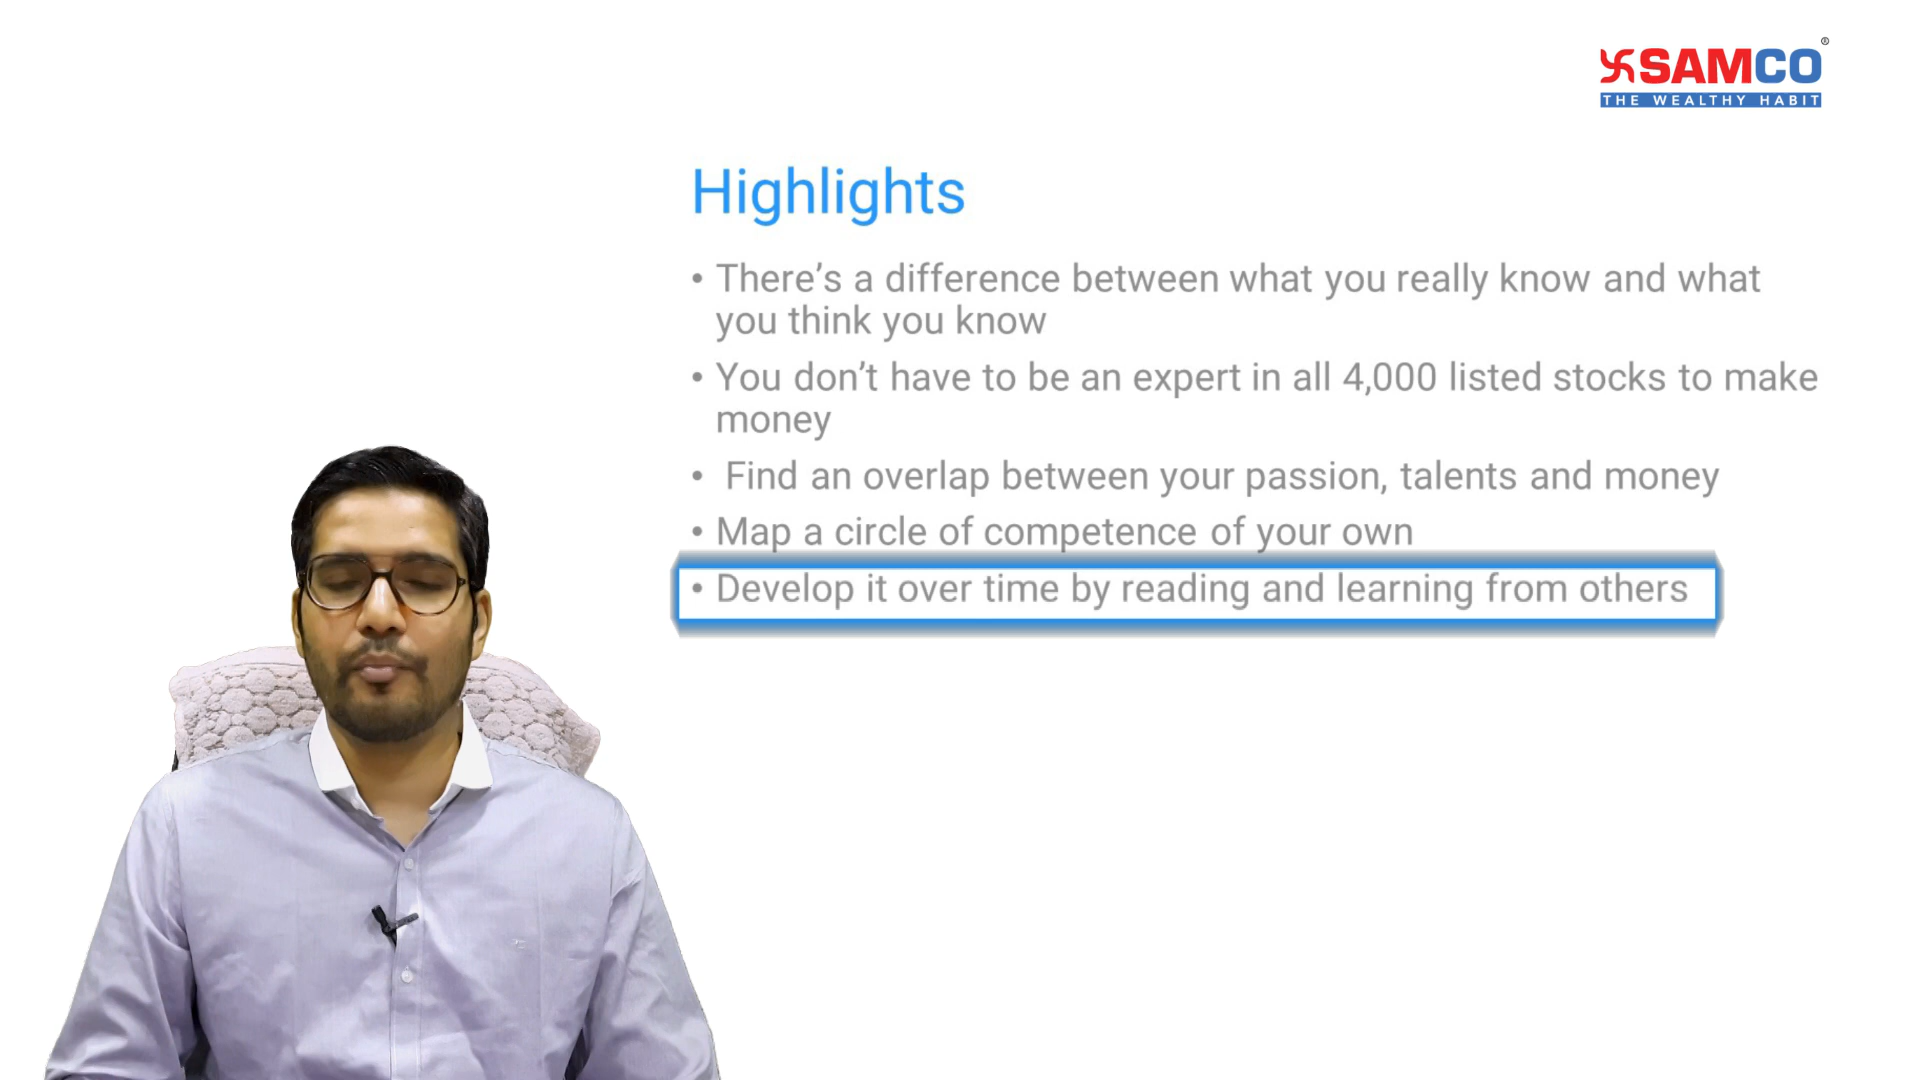 SAMCO®
THE WEALTHY HABIT
Highlights
• There’s a difference between what you really know and what
you think you know
• You don’t have to be an expert in all 4,000 listed stocks to make
money
• Find an overlap between your passion, talents and money
• Map a circle of competence of your own
• Develop it over time by reading and learning from others